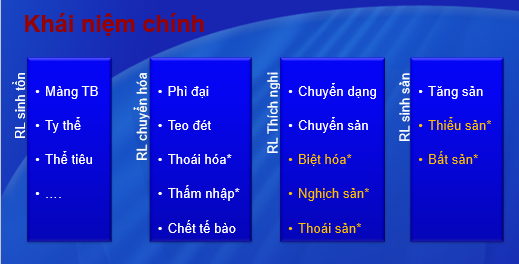 Khái niệm chính
RL sinh tồn
• Màng TB
• Ty thể
• Thể tiêu
• ….
RL chuyển hóa
• Phì đại
• Teo đét
• Thoái hóa*
• Thấm nhập*
• Chết tế bào
RL Thích nghi
• Chuyển dạng
• Chuyển sản
• Biệt hóa*
• Nghịch sản*
• Thoái sản*
RL sinh sản
• Tăng sản
• Thiểu sản*
• Bất sản*